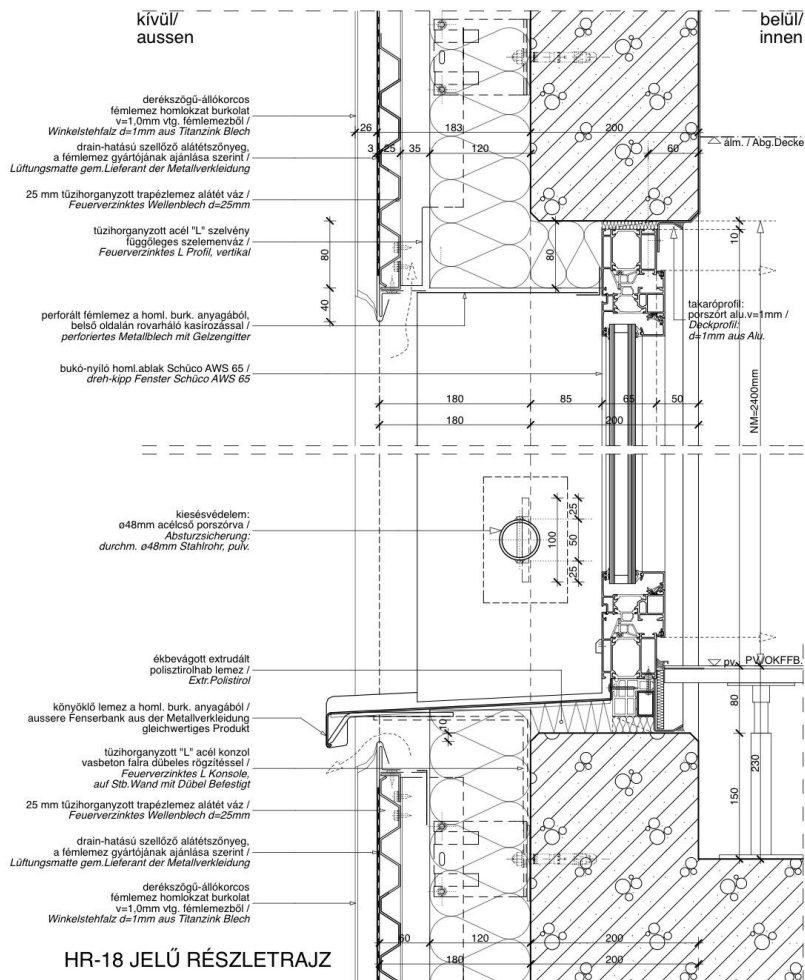 kívül/
aussen
belül/
innen
derékszögű-állókorcos
fémlemez homlokzat burkolat
v=1,0mm vtg. fémlemezből /
Winkelstehfalz d=1mm aus Titanzink Blech
drain-hatású szellőző alátétszőnyeg,
a fémlemez gyártójának ajánlása szerint /
Lüftungsmatte gem.Lieferant der Metallverkleidung
25 mm tűzihorganyzott trapézlemez alátét váz /
Feuerverzinktes Wellenblech d=25mm
tűzihorganyzott acél "L" szelvény
függőleges szelemenváz /
Feuerverzinktes L Profil, vertikal
perforált fémlemez a homl. burk. anyagából,
belső oldalán rovarháló kasírozással /
perforiertes Metallblech mit Gelzengitter
bukó-nyíló homl.ablak Schüco AWS 65 /
dreh-kipp Fenster Schüco AWS 65
26
183
200
3
25
35
120
60
álm. / Abg.Decke
80
40
80
10
takaróprofil:
porszórt alu.v=1mm /
Deckprofil:
d=1mm aus Alu.
180
85
65
50
180
200
NM=2400mm
kiesésvédelem:
ø48mm acélcső porszórva /
Absturzsicherung:
durchm. ø48mm Stahlrohr, pulv.
100
25
50
25
ékbevágott extrudált
polisztirolhab lemez /
Extr.Polistirol
pv.
PV/OKFFB.
könyöklő lemez a homl. burk. anyagából /
aussere Fenserbank aus der Metallverkleidung
gleichwertiges Produkt
10
80
150
230
tűzihorganyzott "L" acél konzol
vasbeton falra dübeles rögzítéssel /
Feuerverzinktes L Konsole,
auf Stb.Wand mit Dübel Befestigt
25 mm tűzihorganyzott trapézlemez alátét váz /
Feuerverzinktes Wellenblech d=25mm
drain-hatású szellőző alátétszőnyeg,
a fémlemez gyártójának ajánlása szerint /
Lüftungsmatte gem.Lieferant der Metallverkleidung
derékszögű-állókorcos
fémlemez homlokzat burkolat
v=1,0mm vtg. fémlemezből /
Winkelstehfalz d=1mm aus Titanzink Blech
60
120
200
180
200
HR-18 JELŰ RÉSZLETRAJZ